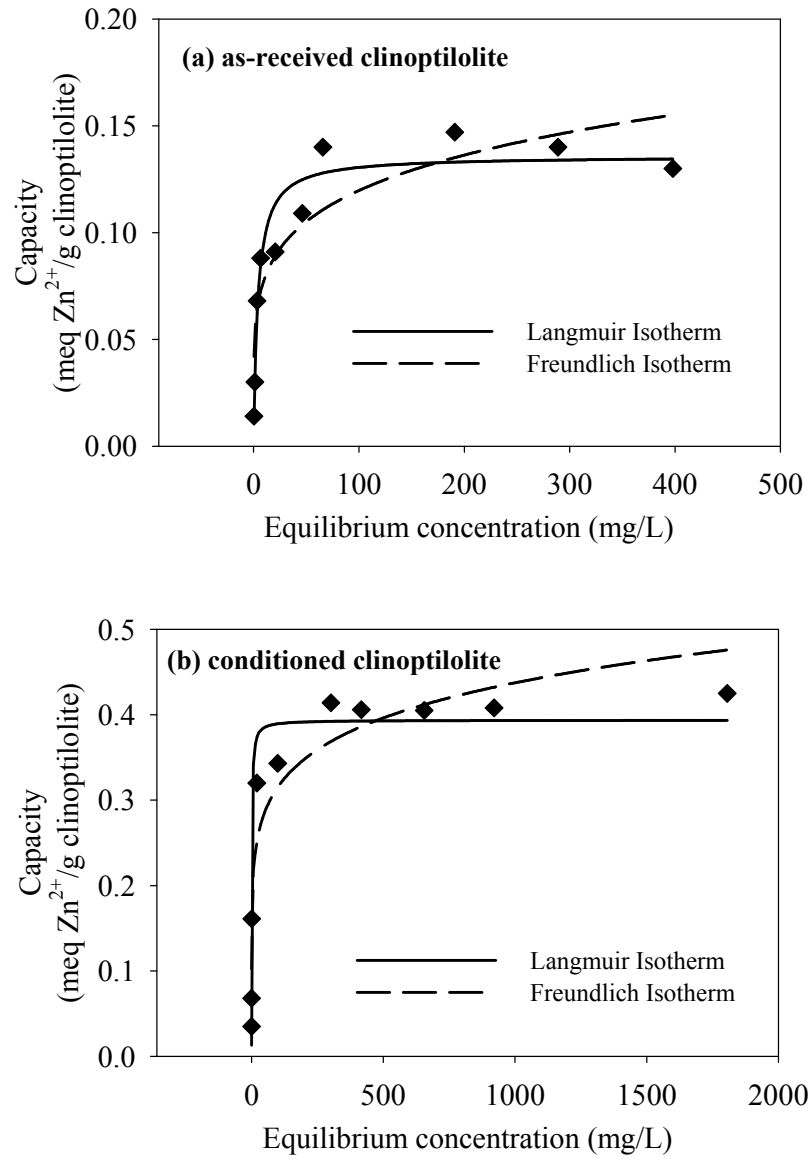 0.20
(a) as-received clinoptilolite
0.15
0.10
0.05
0.00
Capacity
(meq Zn²⁺/g clinoptilolite)
Langmuir Isotherm
Freundlich Isotherm
0 100 200 300 400 500
Equilibrium concentration (mg/L)
0.5
(b) conditioned clinoptilolite
0.4
0.3
0.2
0.1
0.0
Capacity
(meq Zn²⁺/g clinoptilolite)
Langmuir Isotherm
Freundlich Isotherm
0 500 1000 1500 2000
Equilibrium concentration (mg/L)